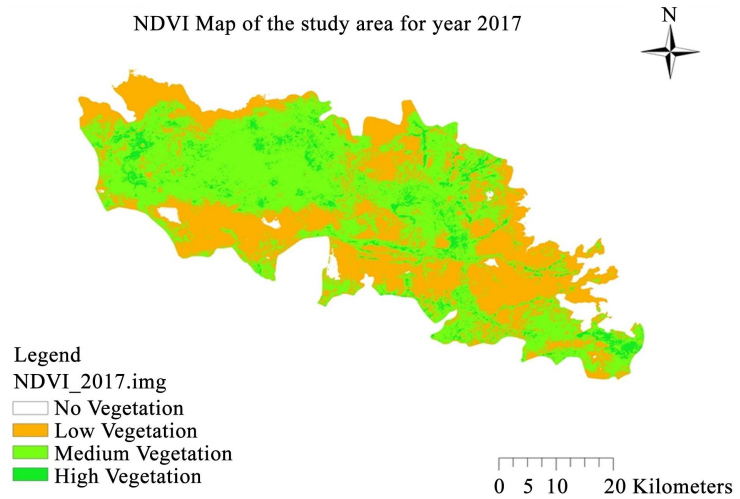 NDVI Map of the study area for year 2017
N
Legend
NDVI_2017.img
No Vegetation
Low Vegetation
Medium Vegetation
High Vegetation
0 5 10 20 Kilometers